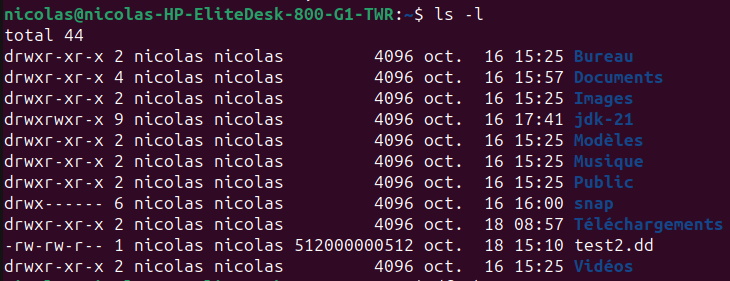 nicolas@nicolas-HP-EliteDesk-800-G1-TWR:~$ ls -l
total 44
drwxr-xr-x 2 nicolas nicolas         4096 oct.  16 15:25 Bureau
drwxr-xr-x 4 nicolas nicolas         4096 oct.  16 15:57 Documents
drwxr-xr-x 2 nicolas nicolas         4096 oct.  16 15:25 Images
drwxrwxr-x 9 nicolas nicolas         4096 oct.  16 17:41 jdk-21
drwxr-xr-x 2 nicolas nicolas         4096 oct.  16 15:25 Modèles
drwxr-xr-x 2 nicolas nicolas         4096 oct.  16 15:25 Musique
drwxr-xr-x 2 nicolas nicolas         4096 oct.  16 15:25 Public
drwx------ 6 nicolas nicolas         4096 oct.  16 16:00 snap
drwxr-xr-x 2 nicolas nicolas         4096 oct.  18 08:57 Téléchargements
-rw-rw-r-- 1 nicolas nicolas 512000000512 oct.  18 15:10 test2.dd
drwxr-xr-x 2 nicolas nicolas         4096 oct.  16 15:25 Vidéos